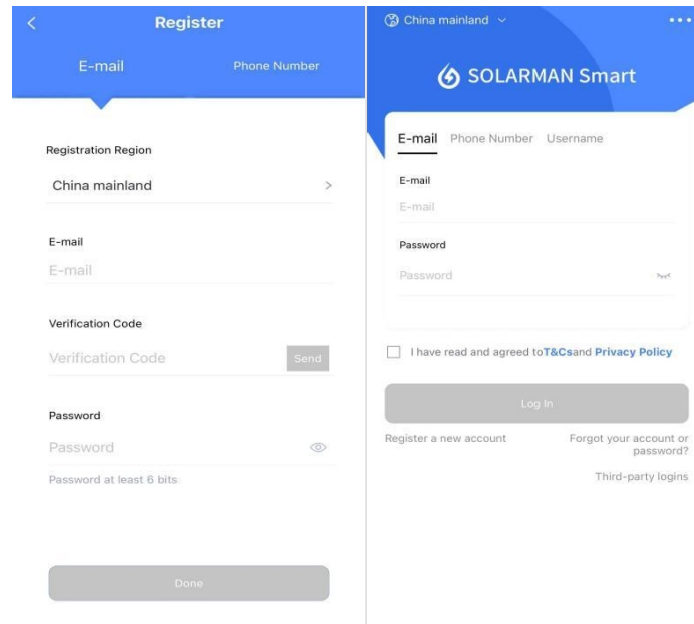 Register
E-mail
Phone Number
Registration Region
China mainland
E-mail
E-mail
Verification Code
Verification Code
Send
Password
Password
Password at least 6 bits
Done
China mainland
SOLARMAN Smart
E-mail Phone Number Username
E-mail
E-mail
Password
Password
I have read and agreed toT&Csand Privacy Policy
Log In
Register a new account
Forgot your account or
password?
Third-party logins